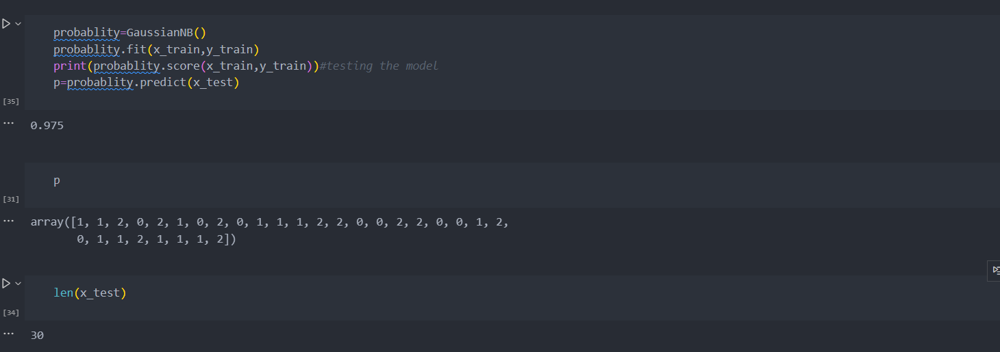 probablity=GaussianNB()
probablity.fit(x_train,y_train)
print(probablity.score(x_train,y_train))#testing the model
p=probablity.predict(x_test)
[35]
... 0.975
p
[31]
... array([1, 1, 2, 0, 2, 1, 0, 2, 0, 1, 1, 1, 2, 2, 0, 0, 2, 2, 0, 0, 1, 2,
0, 1, 1, 2, 1, 1, 1, 2])
len(x_test)
[34]
... 30